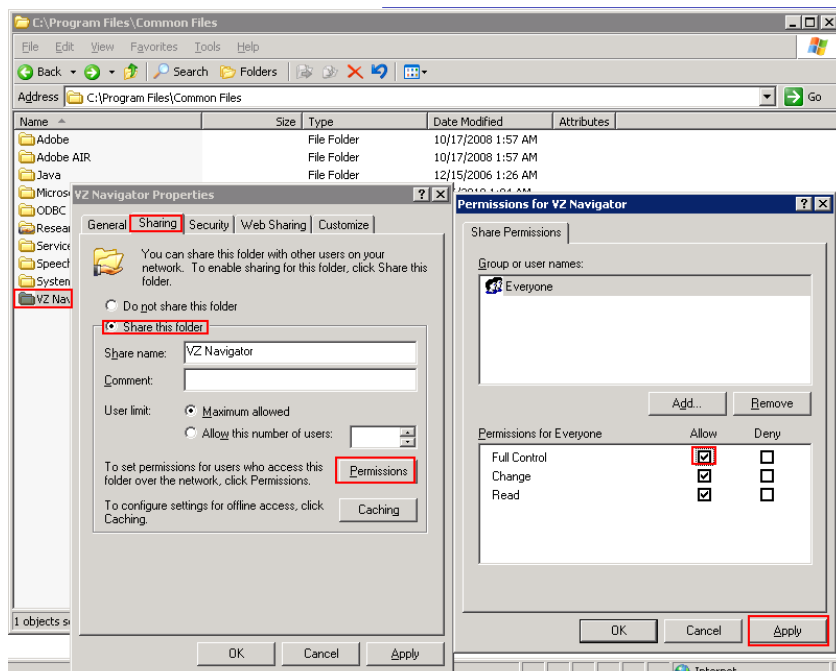 C:\Program Files\Common Files
File Edit View Favorites Tools Help
Back Search Folders
Address C:\Program Files\Common Files Go
Name Size Type Date Modified Attributes
Adobe File Folder 10/17/2008 1:57 AM
Adobe AIR File Folder 10/17/2008 1:57 AM
Java File Folder 12/15/2006 1:26 AM
Micros
ODBC
Resear
Service
Speech
System
VZ Nav
1 objects s
VZ Navigator Properties
General Sharing Security Web Sharing Customize
You can share this folder with other users on your
network. To enable sharing for this folder, click Share this
folder.
Do not share this folder
Share this folder
Share name: VZ Navigator
Comment:
User limit: Maximum allowed
Allow this number of users:
To set permissions for users who access this
folder over the network, click Permissions.
Permissions
To configure settings for offline access, click
Caching.
Caching
OK Cancel Apply
Permissions for VZ Navigator
Share Permissions
Group or user names:
Everyone
Add... Remove
Permissions for Everyone Allow Deny
Full Control
Change
Read
OK Cancel Apply
Internet